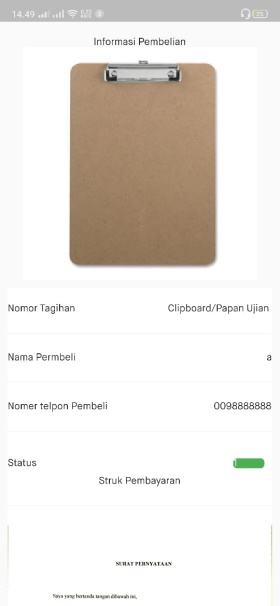 14.49
Informasi Pembelian
Nomor Tagihan Clipboard/Papan Ujian
Nama Permbeli a
Nomer telpon Pembeli 0098888888
Status
Struk Pembayaran
SURAT PERNYATAAN
Saya yang bertanda tangan dibawah ini,